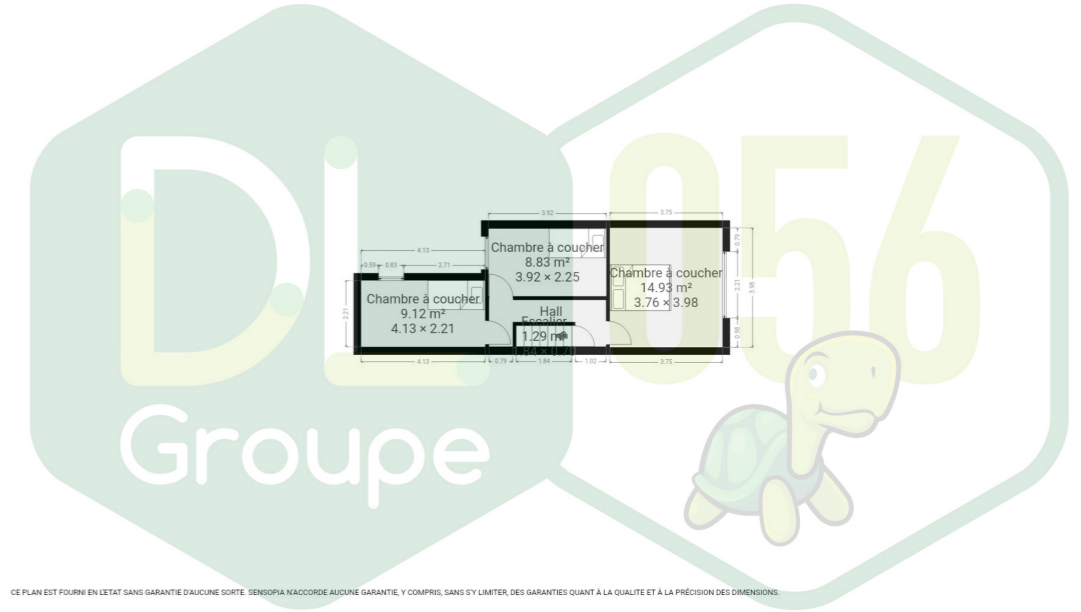 DL
056
Groupe
3.92
3.75
4.13
0.59
0.83
2.71
0.79
2.21
3.98
0.98
2.21
Chambre à coucher
8.83 m²
3.92 × 2.25
Chambre à coucher
14.93 m²
3.76 × 3.98
Chambre à coucher
9.12 m²
4.13 × 2.21
Hall
Escalier
1.29 m²
4.13
0.79
1.84
1.02
3.75
CE PLAN EST FOURNI EN L'ETAT SANS GARANTIE D'AUCUNE SORTE. SENSOPIA N'ACCORDE AUCUNE GARANTIE, Y COMPRIS, SANS S'Y LIMITER, DES GARANTIES QUANT À LA QUALITE ET À LA PRÉCISION DES DIMENSIONS.